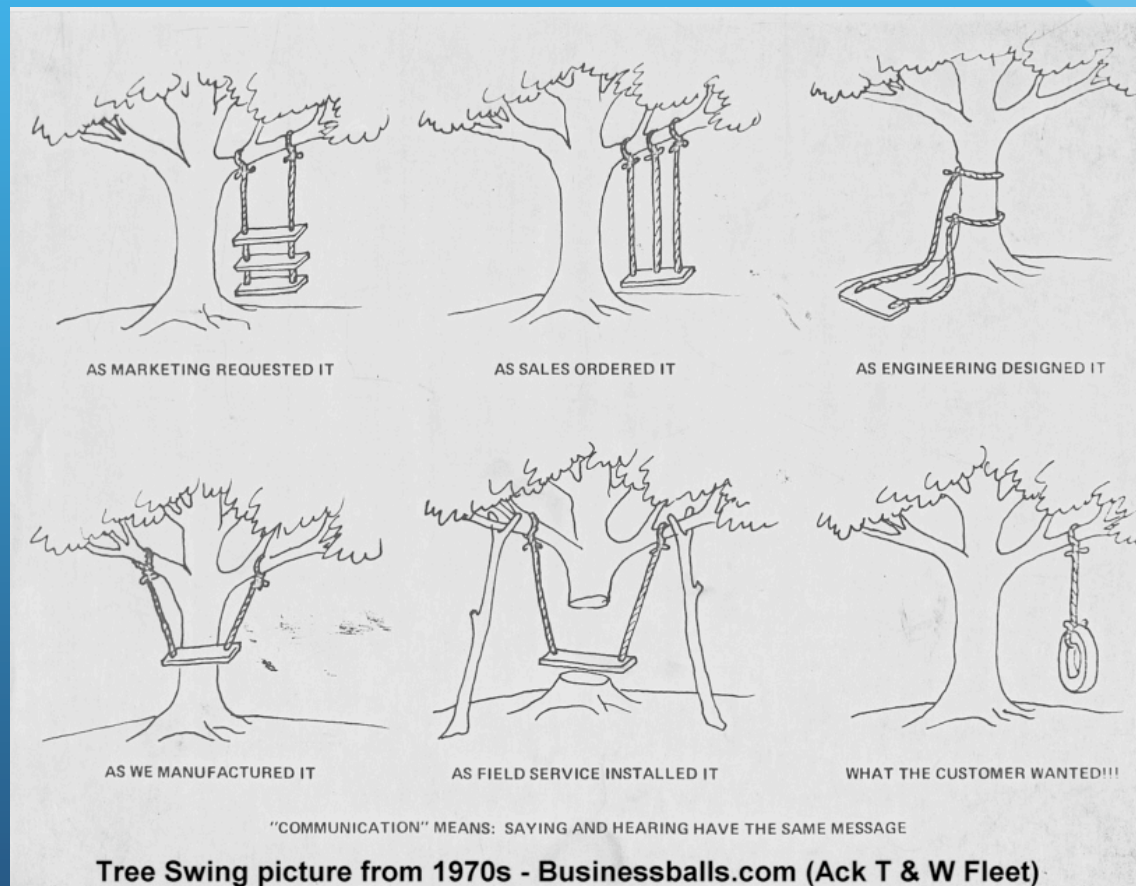 AS MARKETING REQUESTED IT
AS SALES ORDERED IT
AS ENGINEERING DESIGNED IT
AS WE MANUFACTURED IT
AS FIELD SERVICE INSTALLED IT
WHAT THE CUSTOMER WANTED!!!
"COMMUNICATION" MEANS: SAYING AND HEARING HAVE THE SAME MESSAGE
Tree Swing picture from 1970s - Businessballs.com (Ack T & W Fleet)